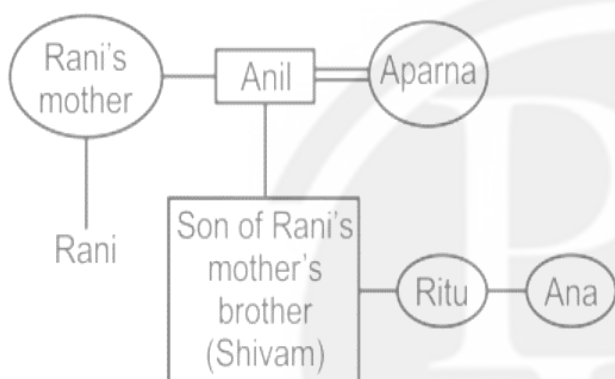 Rani's
mother
Anil
Aparna
Rani
Son of Rani's
mother's
brother
(Shivam)
Ritu
Ana